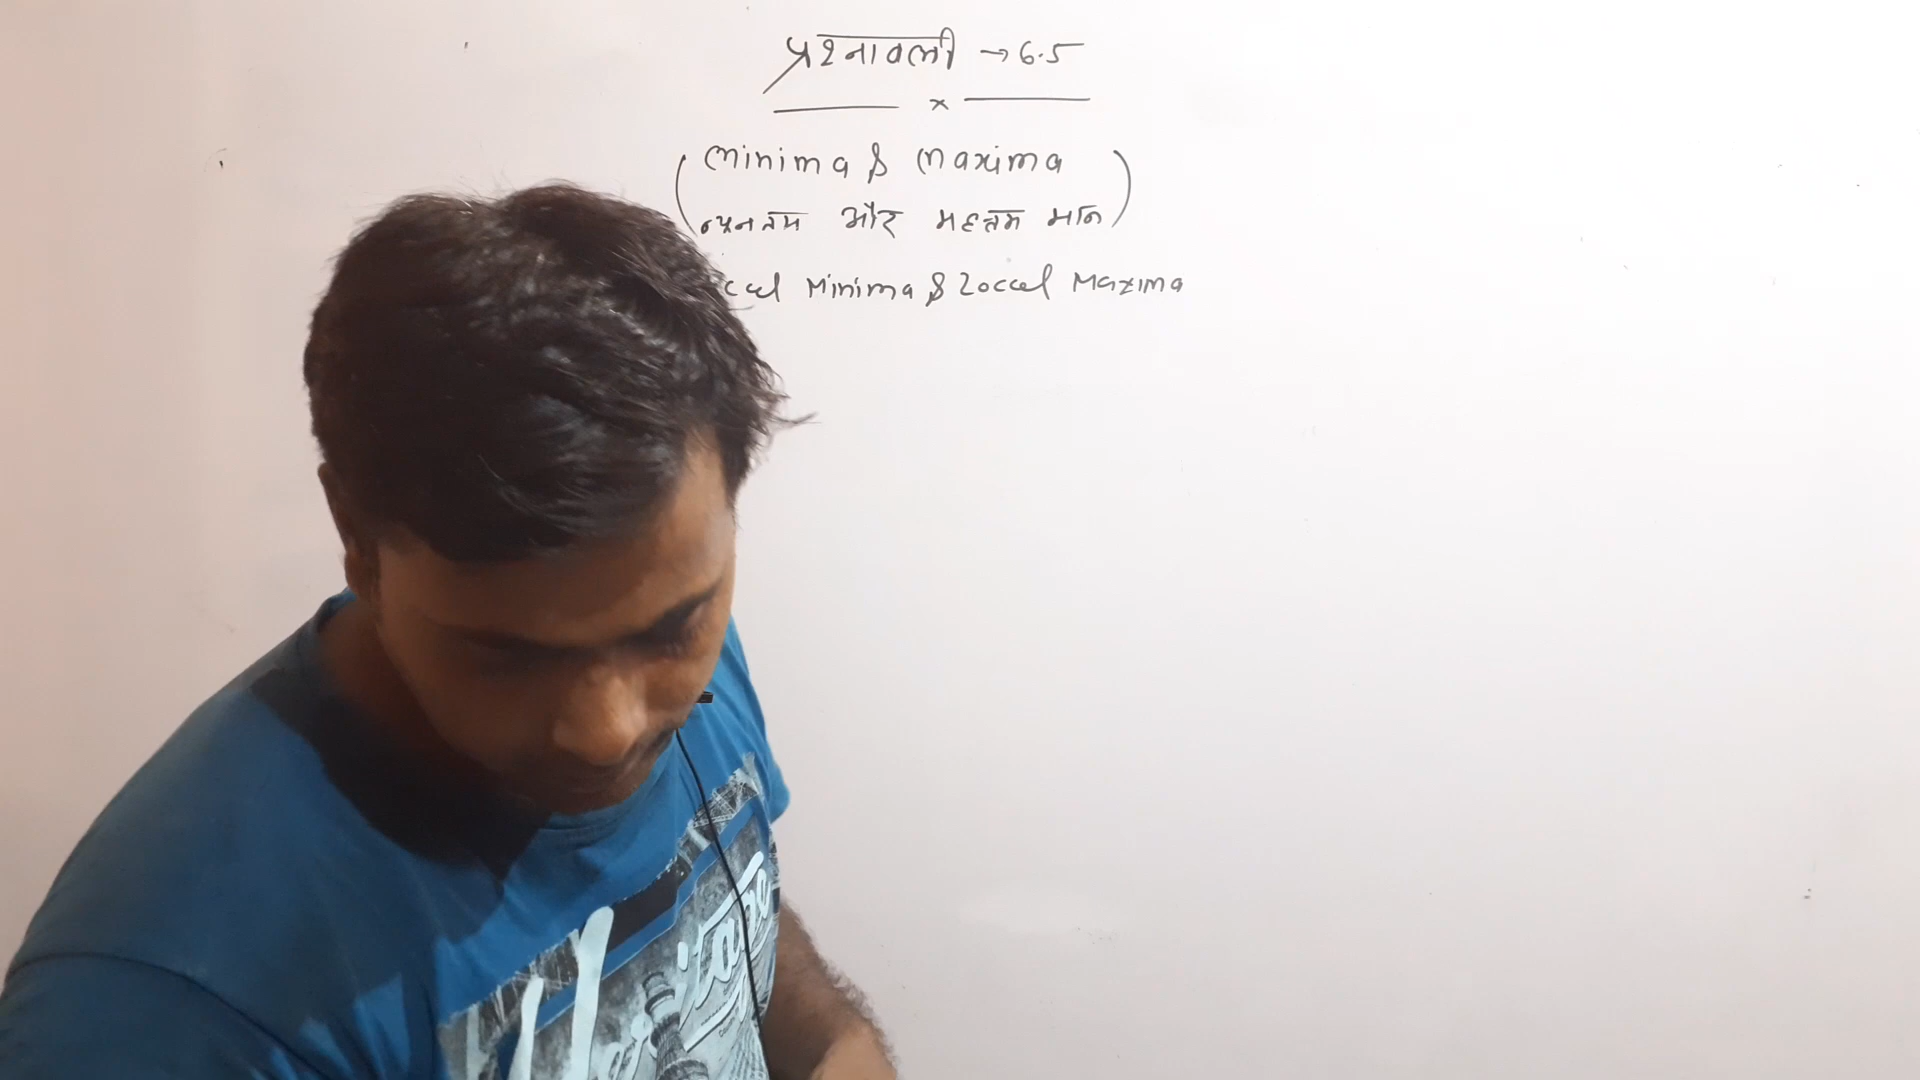 प्रश्नावली → 6.5
x
(Minima & Maxima
न्यूनतम और महत्तम मान)
Minima & Local Maxima